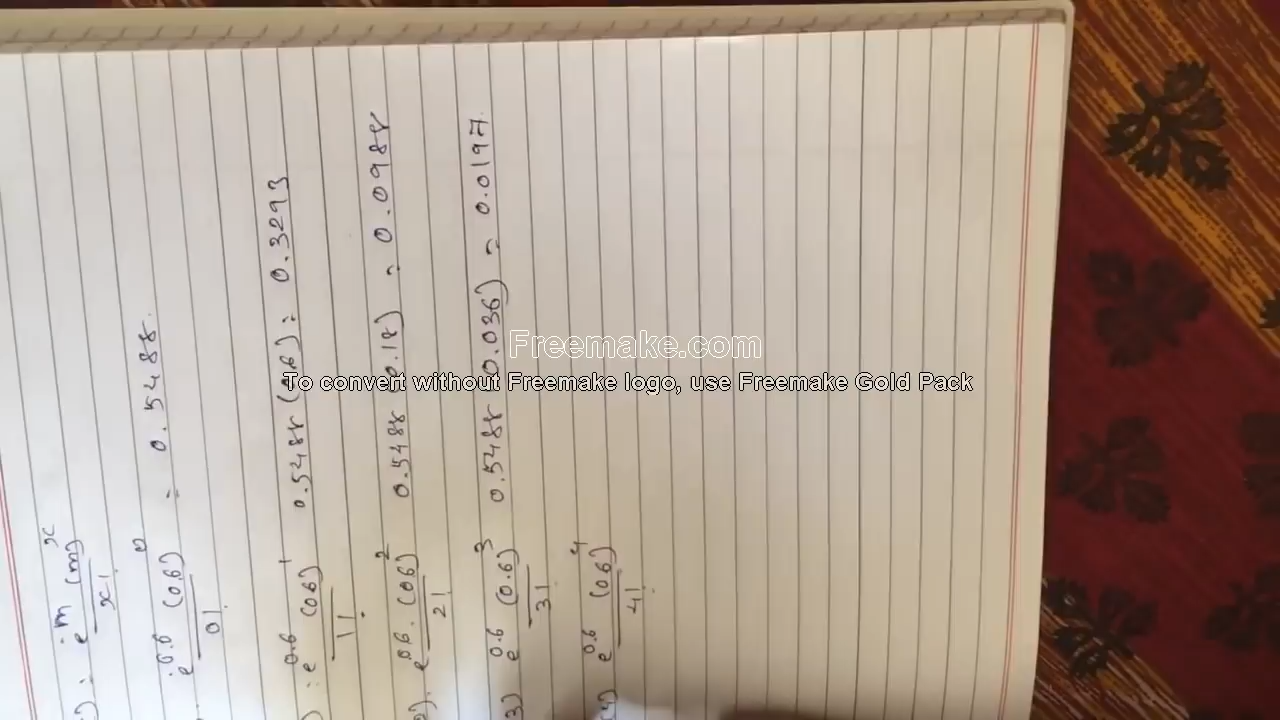 ) = e^-m (m)^x / x!
e^-0.6 (0.6)^0 / 0! = 0.5488.
) = e^0.6 (0.6)^1 / 1! 0.5488 (0.6) = 0.3293
2) = e^0.6 . (0.6)^2 / 2! 0.5488 (0.18) = 0.0988
3) e^0.6 (0.6)^3 / 3! 0.5488 (0.036) = 0.0197.
(4) e^0.6 (0.6)^4 / 4!
Freemake.com
To convert without Freemake logo, use Freemake Gold Pack